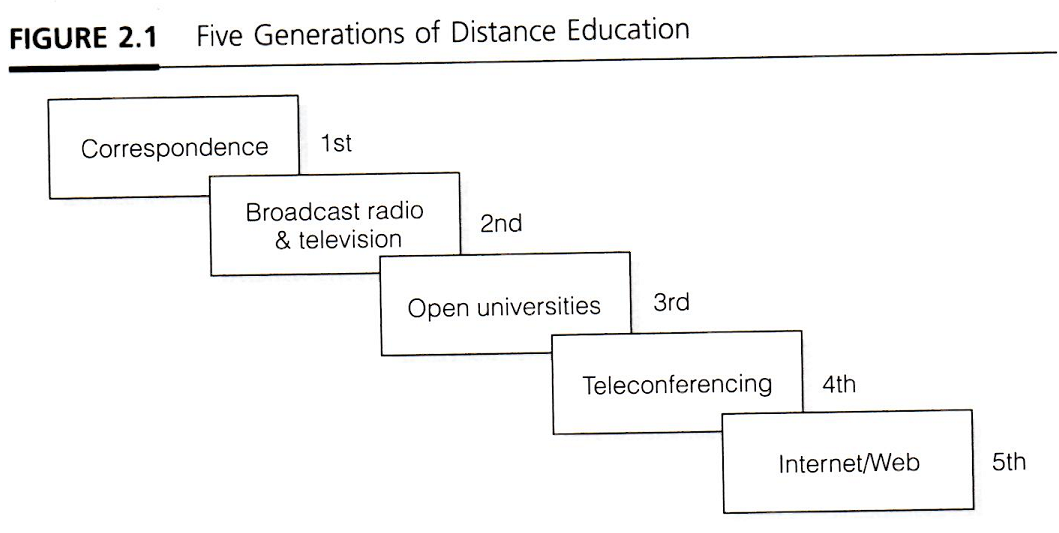 FIGURE 2.1 Five Generations of Distance Education
Correspondence 1st
Broadcast radio
& television
2nd
Open universities 3rd
Teleconferencing 4th
Internet/Web 5th